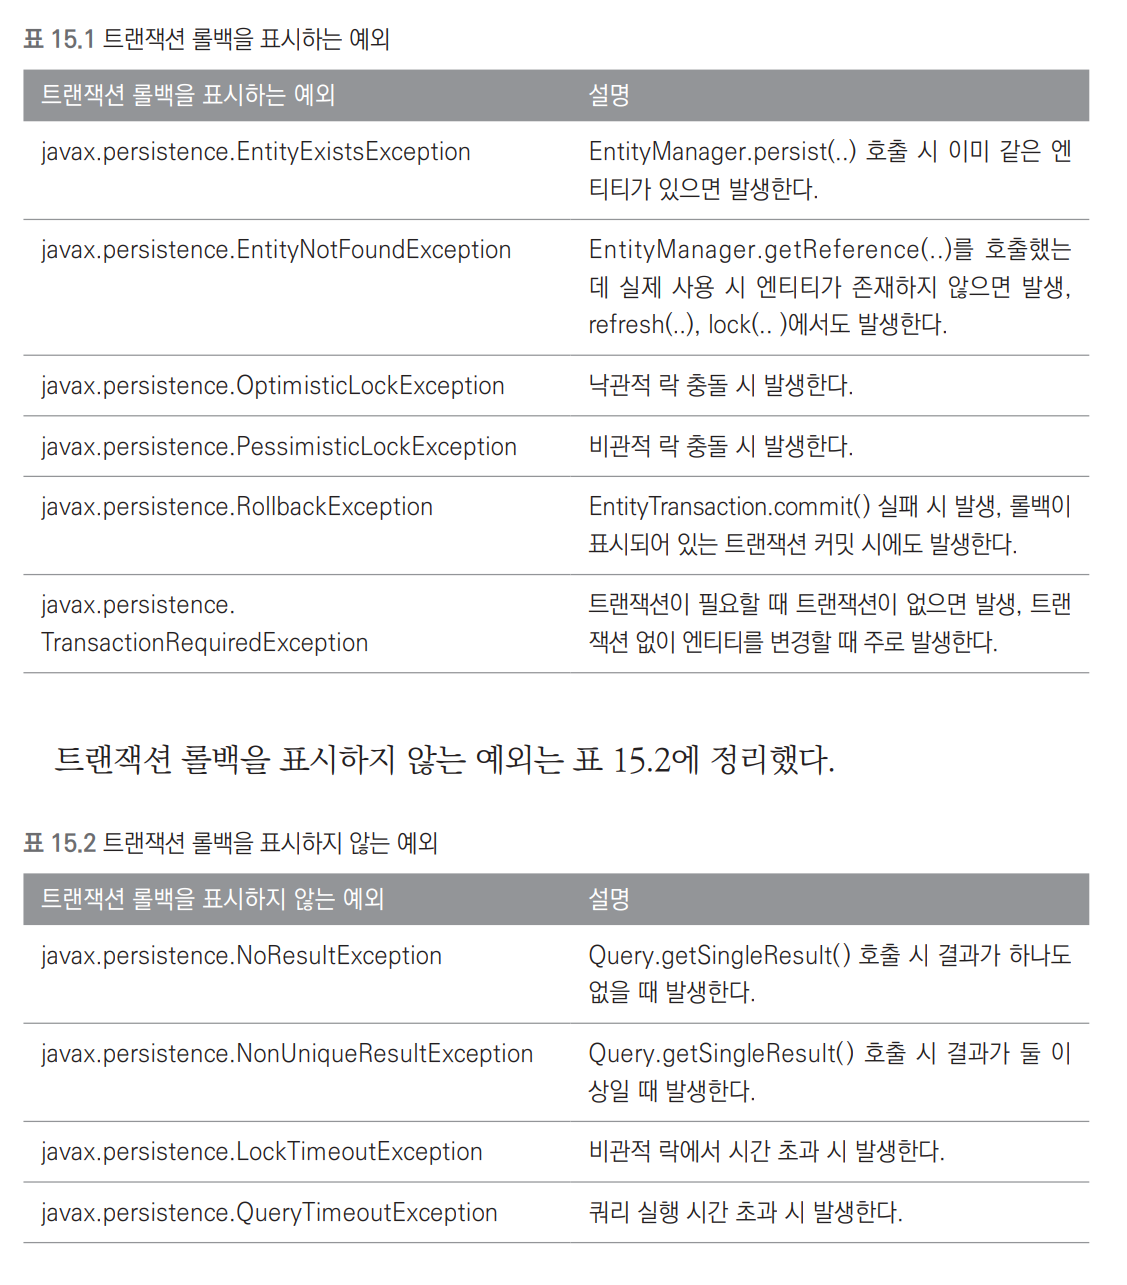 표 15.1 트랜잭션 롤백을 표시하는 예외
트랜잭션 롤백을 표시하는 예외 설명
javax.persistence.EntityExistsException EntityManager.persist(..) 호출 시 이미 같은 엔
티티가 있으면 발생한다.
javax.persistence.EntityNotFoundException EntityManager.getReference(..)를 호출했는
데 실제 사용 시 엔티티가 존재하지 않으면 발생,
refresh(..), lock(.. )에서도 발생한다.
javax.persistence.OptimisticLockException 낙관적 락 충돌 시 발생한다.
javax.persistence.PessimisticLockException 비관적 락 충돌 시 발생한다.
javax.persistence.RollbackException EntityTransaction.commit() 실패 시 발생, 롤백이
표시되어 있는 트랜잭션 커밋 시에도 발생한다.
javax.persistence. 트랜잭션이 필요할 때 트랜잭션이 없으면 발생, 트랜
TransactionRequiredException 잭션 없이 엔티티를 변경할 때 주로 발생한다.
트랜잭션 롤백을 표시하지 않는 예외는 표 15.2에 정리했다.
표 15.2 트랜잭션 롤백을 표시하지 않는 예외
트랜잭션 롤백을 표시하지 않는 예외 설명
javax.persistence.NoResultException Query.getSingleResult() 호출 시 결과가 하나도
없을 때 발생한다.
javax.persistence.NonUniqueResultException Query.getSingleResult() 호출 시 결과가 둘 이
상일 때 발생한다.
javax.persistence.LockTimeoutException 비관적 락에서 시간 초과 시 발생한다.
javax.persistence.QueryTimeoutException 쿼리 실행 시간 초과 시 발생한다.